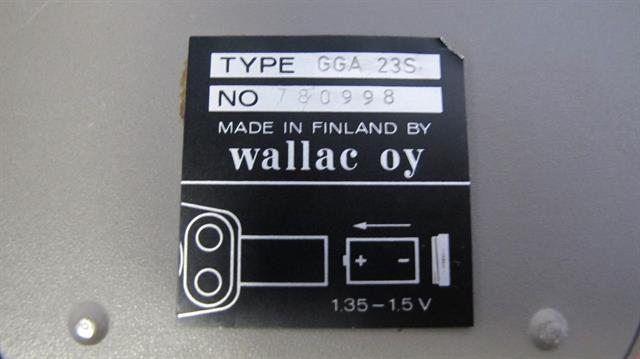 TYPE GGA 23S
NO 780998
MADE IN FINLAND BY
wallac oy
+ -
1.35-1.5 V